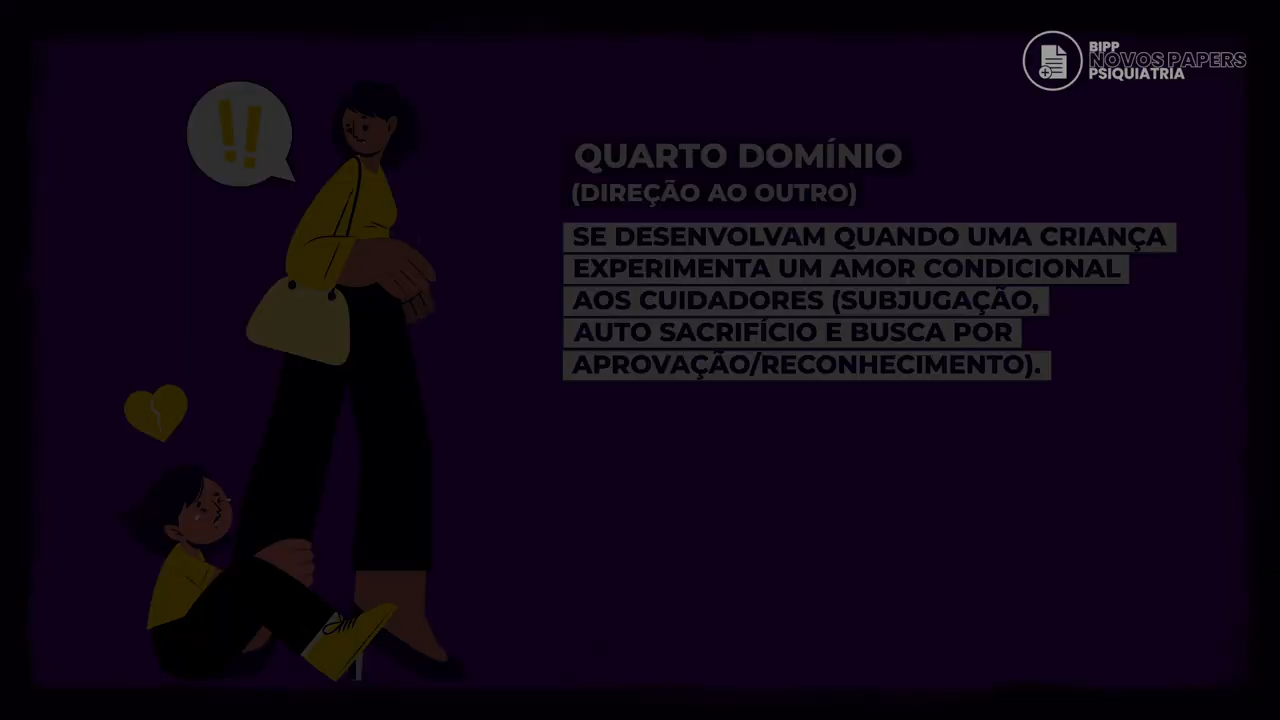 BIPP
NOVOS PAPERS
PSIQUIATRIA
QUARTO DOMÍNIO
(DIREÇÃO AO OUTRO)
SE DESENVOLVAM QUANDO UMA CRIANÇA
EXPERIMENTA UM AMOR CONDICIONAL
AOS CUIDADORES (SUBJUGAÇÃO,
AUTO SACRIFÍCIO E BUSCA POR
APROVAÇÃO/RECONHECIMENTO).